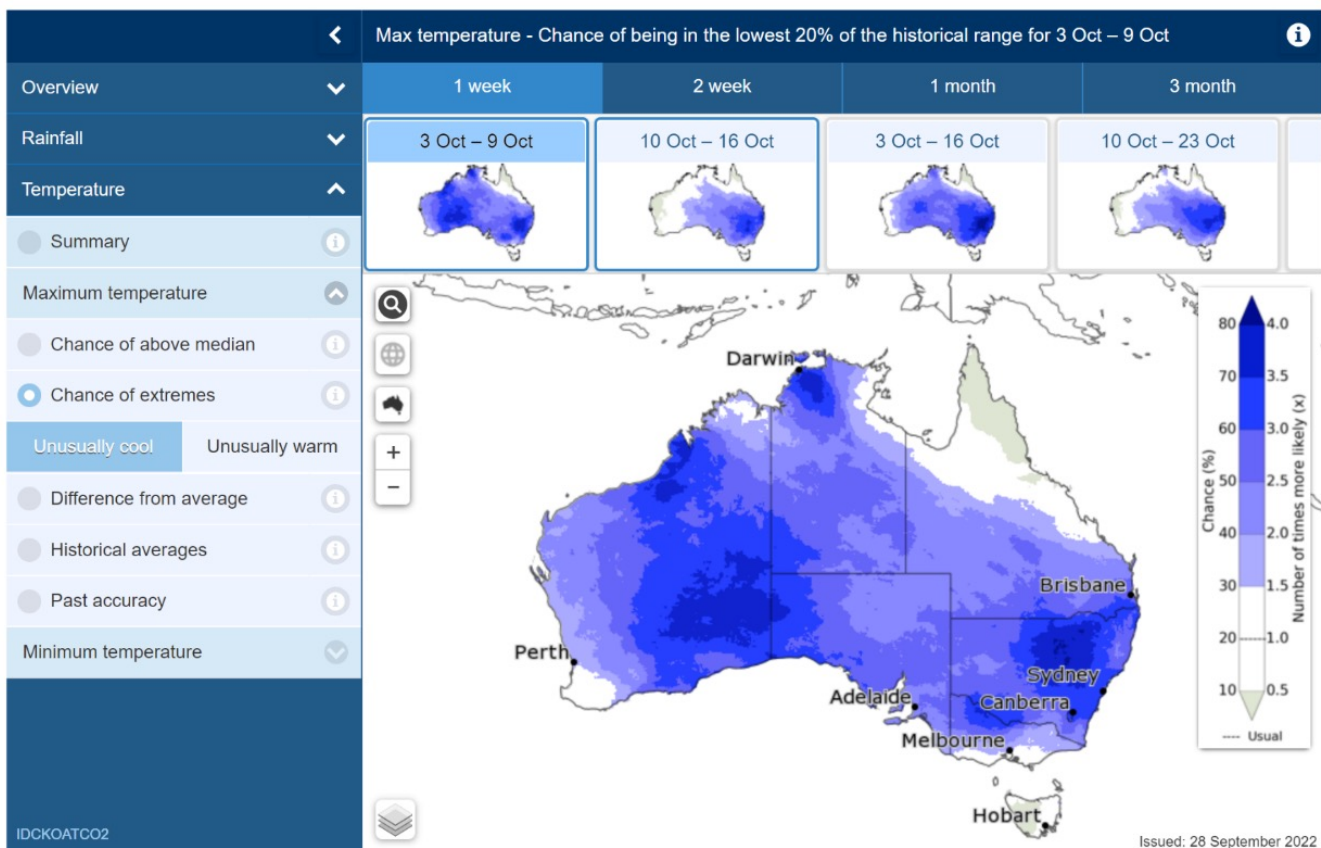 Max temperature - Chance of being in the lowest 20% of the historical range for 3 Oct – 9 Oct
Overview
Rainfall
Temperature
Summary
Maximum temperature
Chance of above median
Chance of extremes
Unusually cool
Unusually warm
Difference from average
Historical averages
Past accuracy
Minimum temperature
IDCKOATCO2
1 week
2 week
1 month
3 month
3 Oct – 9 Oct
10 Oct – 16 Oct
3 Oct – 16 Oct
10 Oct – 23 Oct
+
−
Darwin
Brisbane
Perth
Sydney
Adelaide
Canberra
Melbourne
Hobart
Chance (%)
80
70
60
50
40
30
20
10
4.0
3.5
3.0
2.5
2.0
1.5
1.0
0.5
Number of times more likely (x)
---- Usual
Issued: 28 September 2022